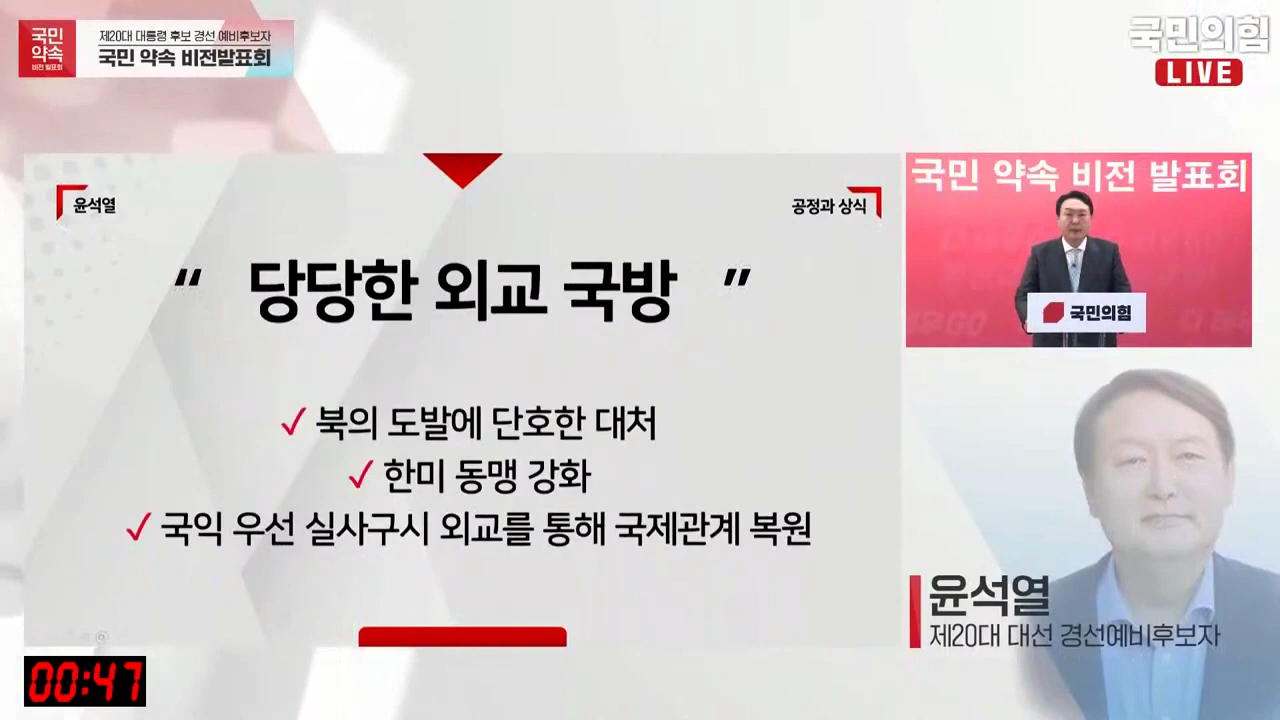 국민
약속
비전 발표회
제20대 대통령 후보 경선 예비후보자
국민 약속 비전발표회
국민의힘
LIVE
윤석열
공정과 상식
“ 당당한 외교 국방 ”
✓ 북의 도발에 단호한 대처
✓ 한미 동맹 강화
✓ 국익 우선 실사구시 외교를 통해 국제관계 복원
국민 약속 비전 발표회
국민의힘
윤석열
제20대 대선 경선예비후보자
00:47